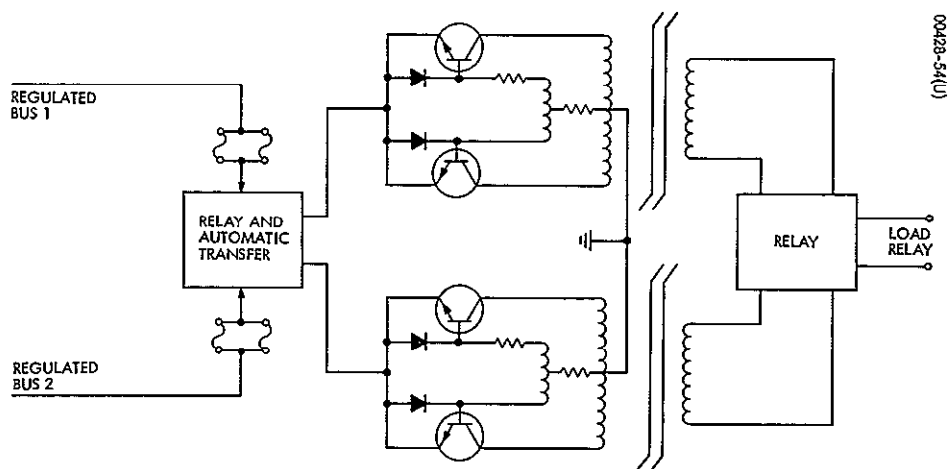 00428-54(U)
REGULATED
BUS 1
RELAY AND
AUTOMATIC
TRANSFER
REGULATED
BUS 2
RELAY
LOAD
RELAY